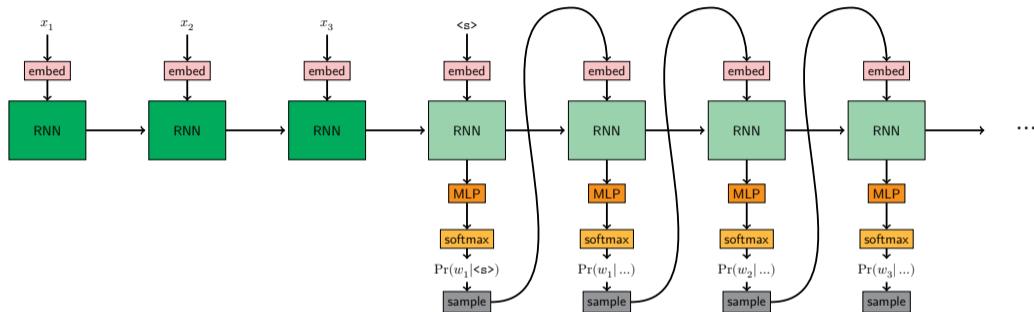 x₁ x₂ x₃ <s>
embed embed embed embed embed embed embed
RNN RNN RNN RNN RNN RNN RNN ...
MLP MLP MLP MLP
softmax softmax softmax softmax
Pr(w₁|<s>) Pr(w₁|...) Pr(w₂|...) Pr(w₃|...)
sample sample sample sample